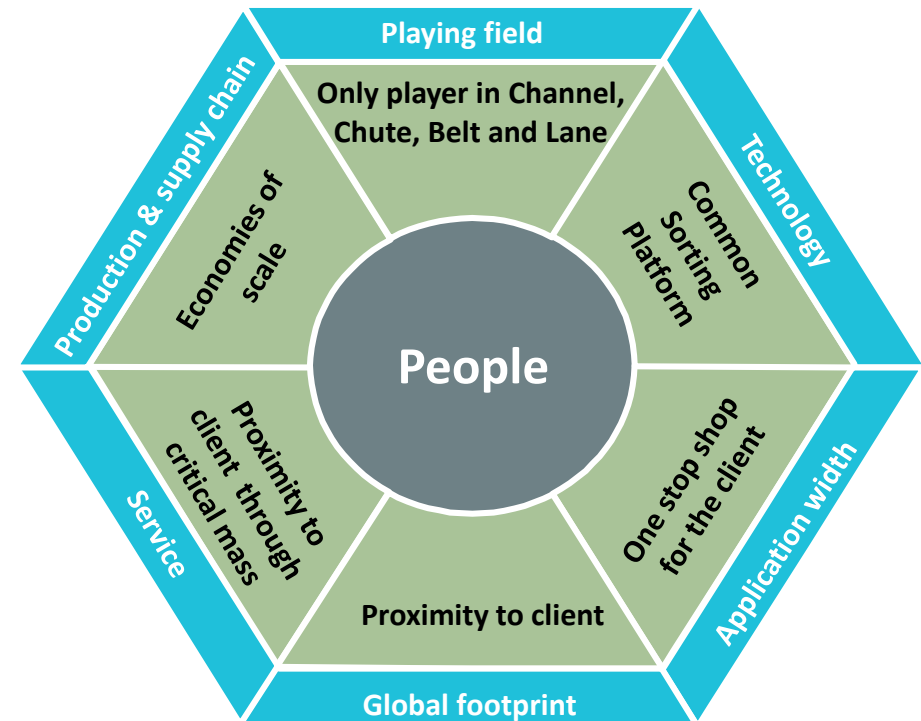 Playing field
Only player in Channel,
Chute, Belt and Lane
Technology
Common
Sorting
Platform
Application width
One stop shop
for the client
Global footprint
Proximity to client
Service
Proximity to
client through
critical mass
Production & supply chain
Economies of
scale
People